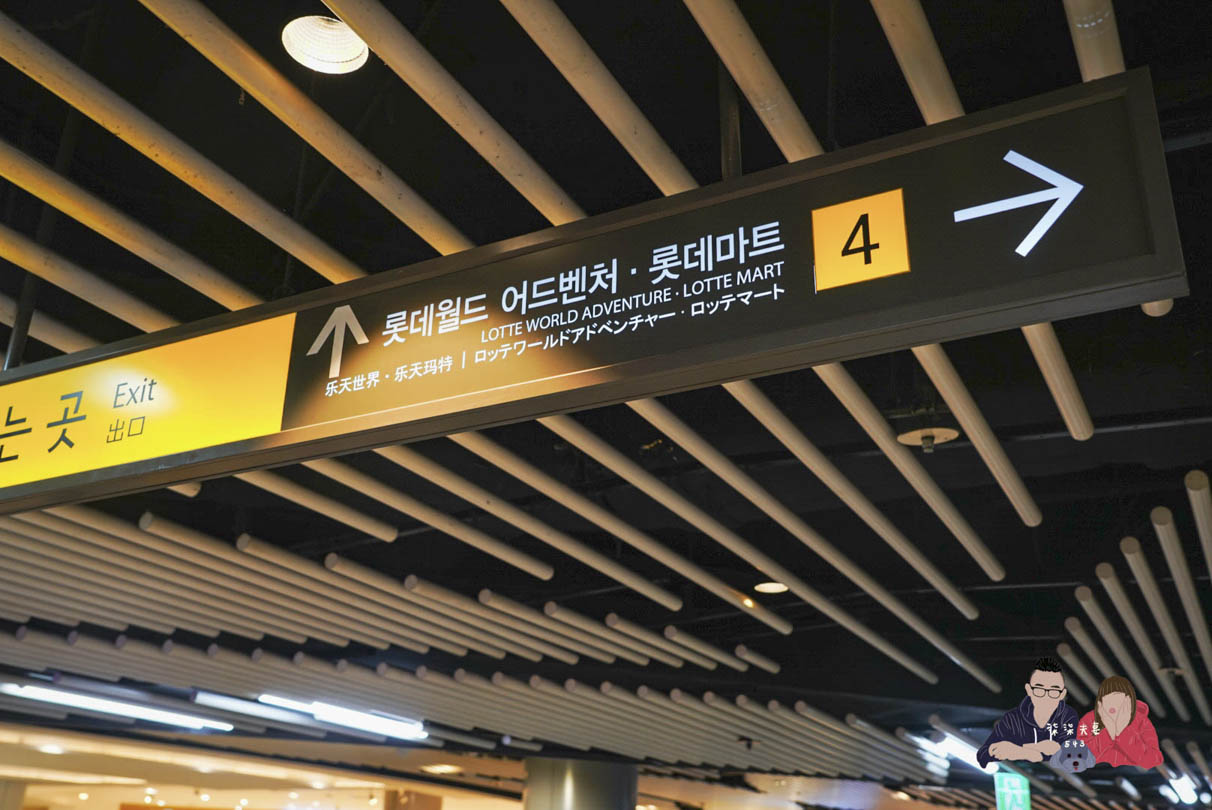 는 곳
Exit
出口
롯데월드 어드벤처 · 롯데마트
LOTTE WORLD ADVENTURE · LOTTE MART
乐天世界 · 乐天玛特 | ロッテワールドアドベンチャー · ロッテマート
4
543